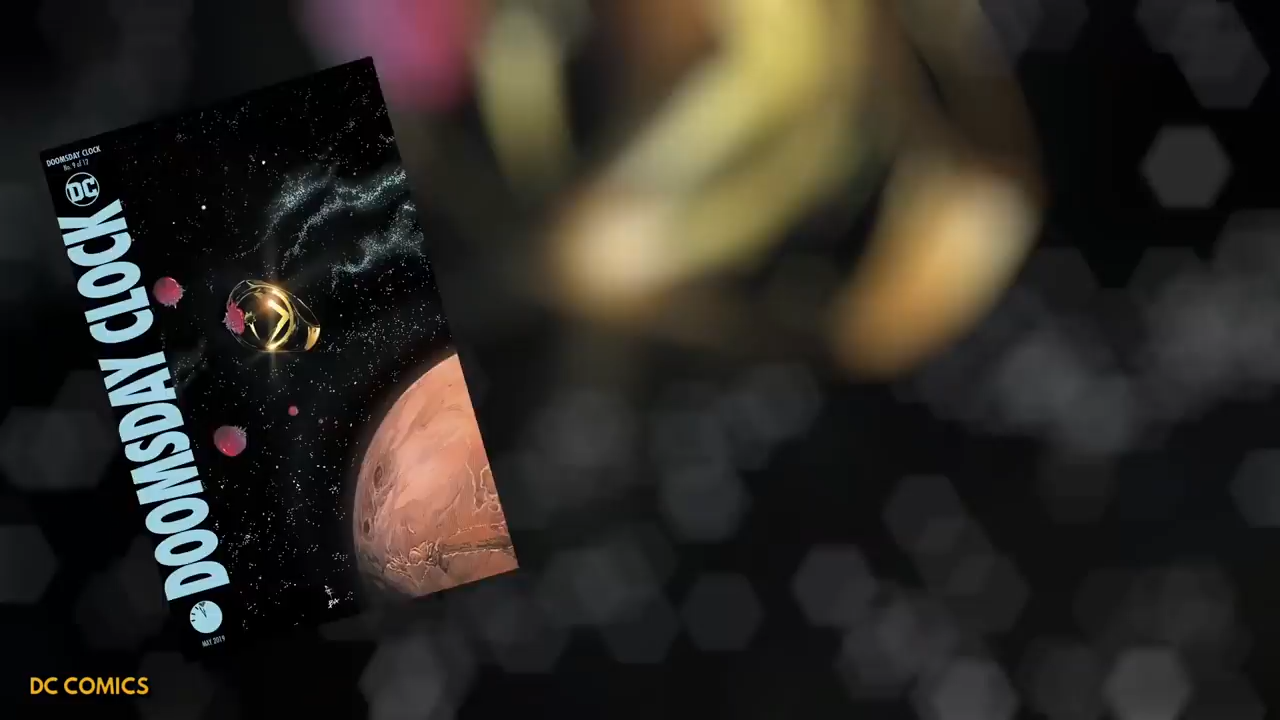 DOOMSDAY CLOCK
No. 9 of 12
DC
DOOMSDAY CLOCK
MAY 2019
DC COMICS